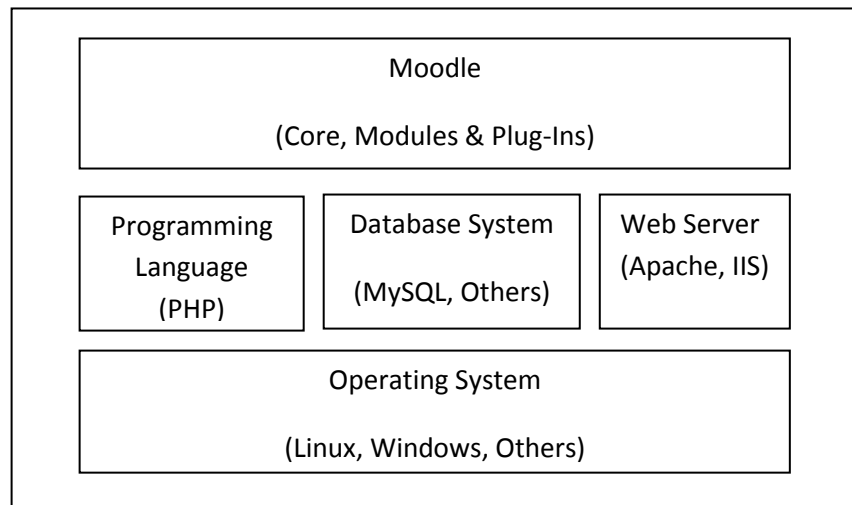 Moodle
(Core, Modules & Plug-Ins)
Programming
Language
(PHP)
Database System
(MySQL, Others)
Web Server
(Apache, IIS)
Operating System
(Linux, Windows, Others)